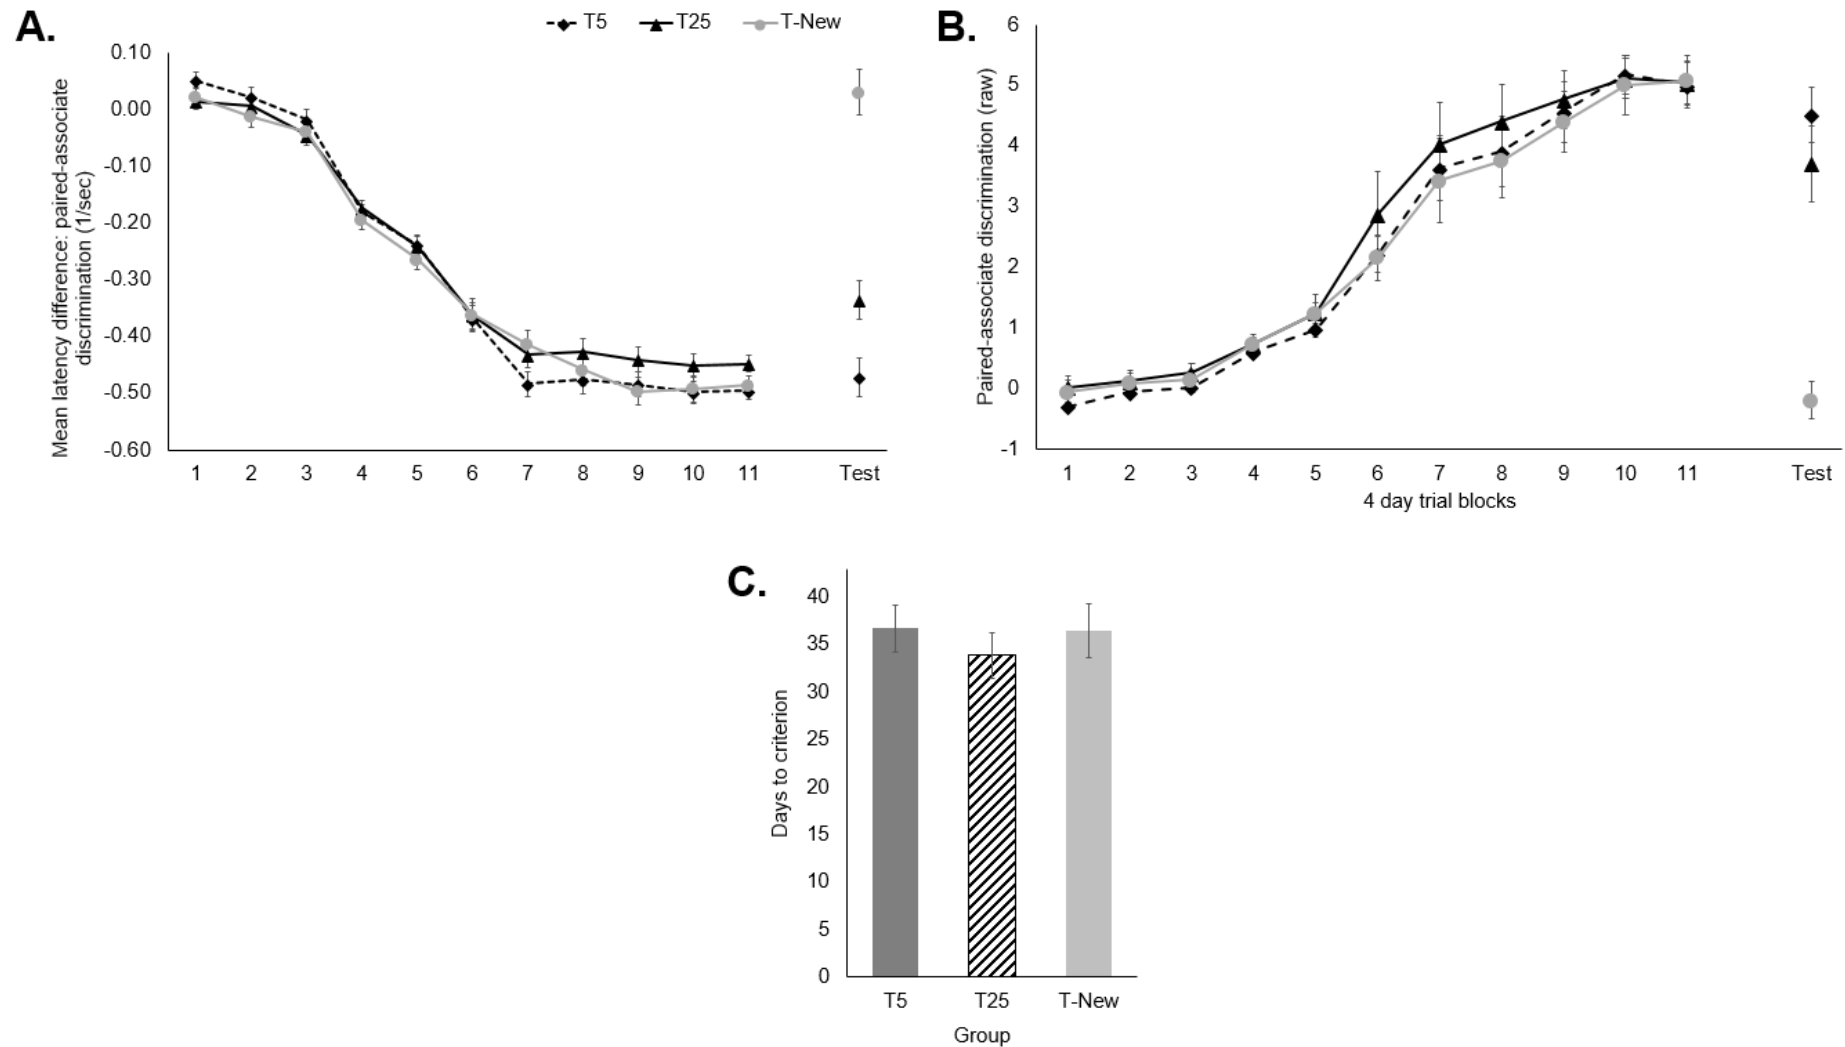 A.
T5 T25 T-New
Mean latency difference: paired-associate
discrimination (1/sec)
0.10
0.00
-0.10
-0.20
-0.30
-0.40
-0.50
-0.60
1 2 3 4 5 6 7 8 9 10 11 Test
B.
Paired-associate discrimination (raw)
6
5
4
3
2
1
0
-1
1 2 3 4 5 6 7 8 9 10 11 Test
4 day trial blocks
C.
Days to criterion
40
35
30
25
20
15
10
5
0
T5 T25 T-New
Group